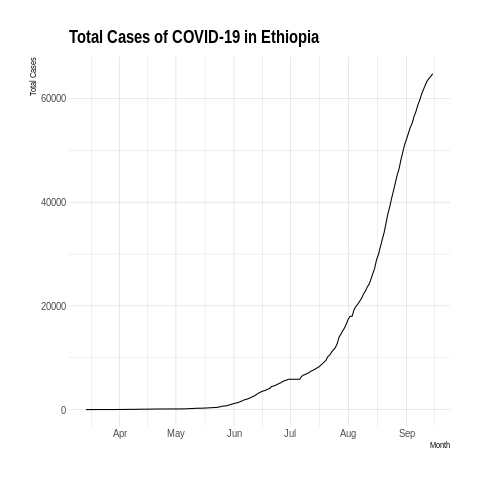 Total Cases of COVID-19 in Ethiopia
Total Cases
60000
40000
20000
0
Apr May Jun Jul Aug Sep
Month